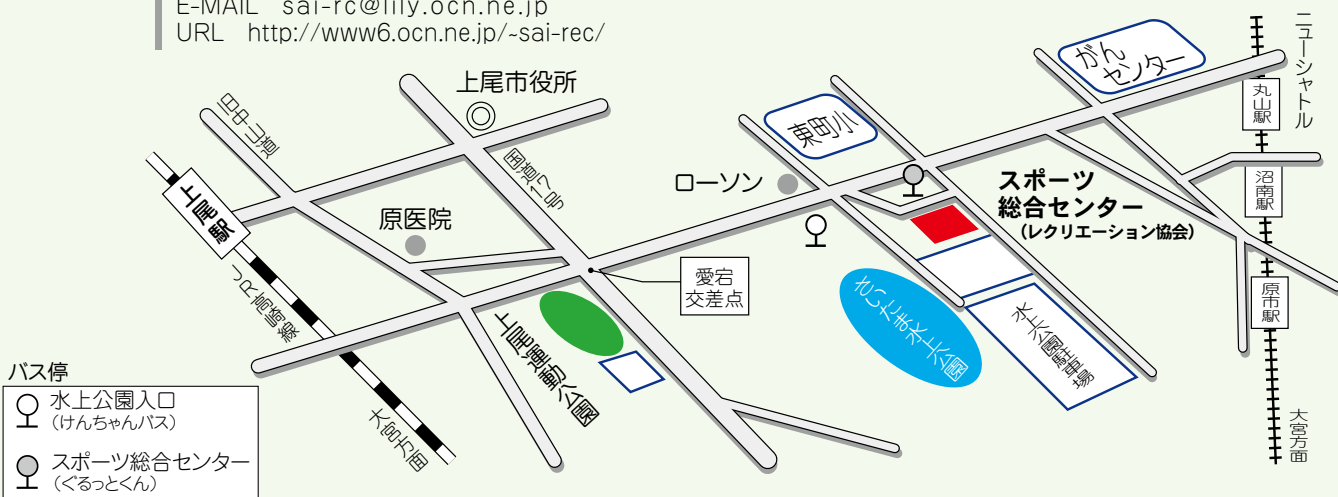 E-MAIL sai-rc@lily.ocn.ne.jp
URL http://www6.ocn.ne.jp/~sai-rec/
上尾市役所
旧中山道
国道17号
上尾駅
原医院
JR高崎線
大宮方面
上尾運動公園
愛宕
交差点
ローソン
東町小
がん
センター
スポーツ
総合センター
(レクリエーション協会)
さいたま水上公園
水上公園駐車場
ニューシャトル
丸山駅
沼南駅
原市駅
大宮方面
バス停
水上公園入口
(けんちゃんバス)
スポーツ総合センター
(ぐるっとくん)